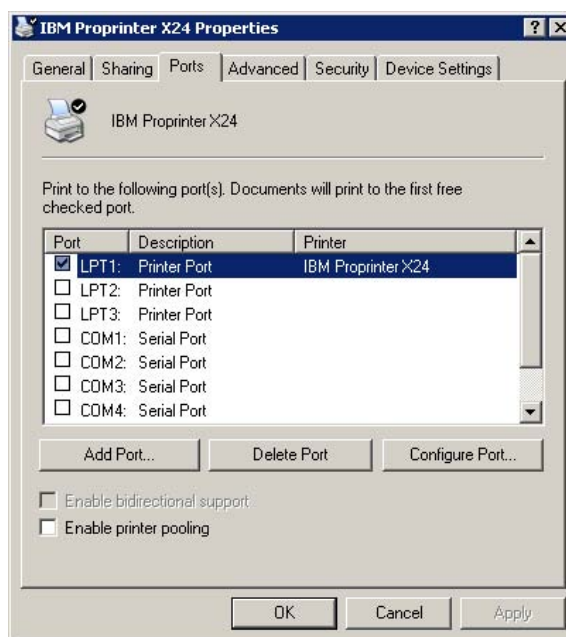 IBM Proprinter X24 Properties
General Sharing Ports Advanced Security Device Settings
IBM Proprinter X24
Print to the following port(s). Documents will print to the first free
checked port.
Port Description Printer
LPT1: Printer Port IBM Proprinter X24
LPT2: Printer Port
LPT3: Printer Port
COM1: Serial Port
COM2: Serial Port
COM3: Serial Port
COM4: Serial Port
Add Port... Delete Port Configure Port...
Enable bidirectional support
Enable printer pooling
OK Cancel Apply